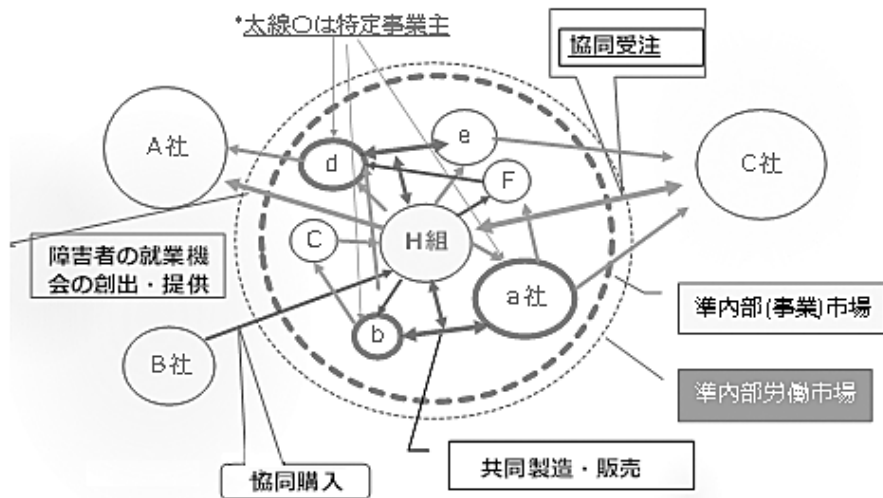 *太線〇は特定事業主
協同受注
A社
e
d
F
C社
C
H組
障害者の就業機
会の創出・提供
a社
準内部(事業)市場
b
B社
準内部労働市場
共同製造・販売
協同購入